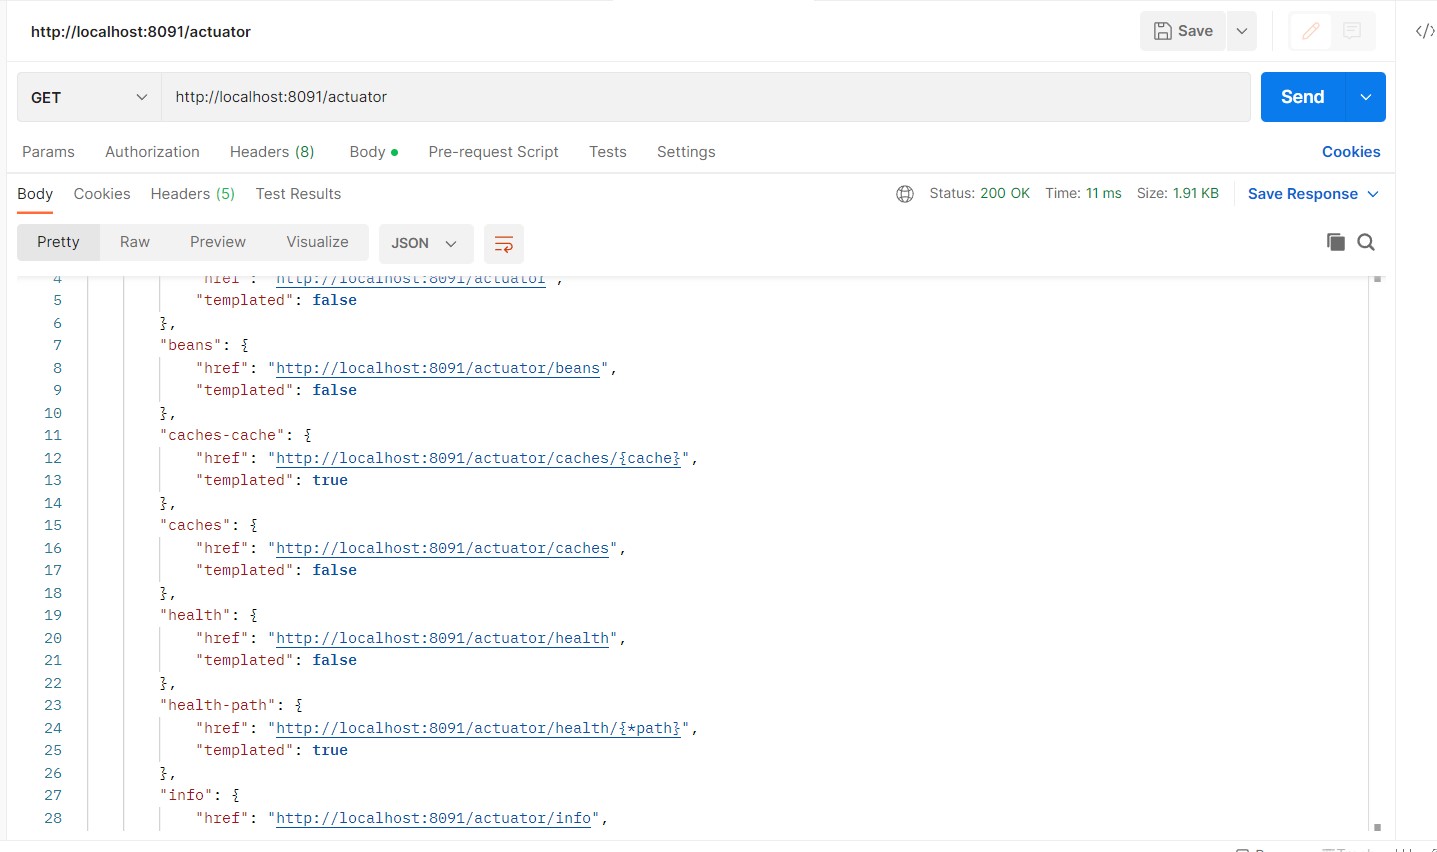 http://localhost:8091/actuator
Save
</>
GET
http://localhost:8091/actuator
Send
Params Authorization Headers (8) Body Pre-request Script Tests Settings Cookies
Body Cookies Headers (5) Test Results Status: 200 OK Time: 11 ms Size: 1.91 KB Save Response
Pretty Raw Preview Visualize JSON
4 "href": "http://localhost:8091/actuator",
5 "templated": false
6 },
7 "beans": {
8 "href": "http://localhost:8091/actuator/beans",
9 "templated": false
10 },
11 "caches-cache": {
12 "href": "http://localhost:8091/actuator/caches/{cache}",
13 "templated": true
14 },
15 "caches": {
16 "href": "http://localhost:8091/actuator/caches",
17 "templated": false
18 },
19 "health": {
20 "href": "http://localhost:8091/actuator/health",
21 "templated": false
22 },
23 "health-path": {
24 "href": "http://localhost:8091/actuator/health/{*path}",
25 "templated": true
26 },
27 "info": {
28 "href": "http://localhost:8091/actuator/info",